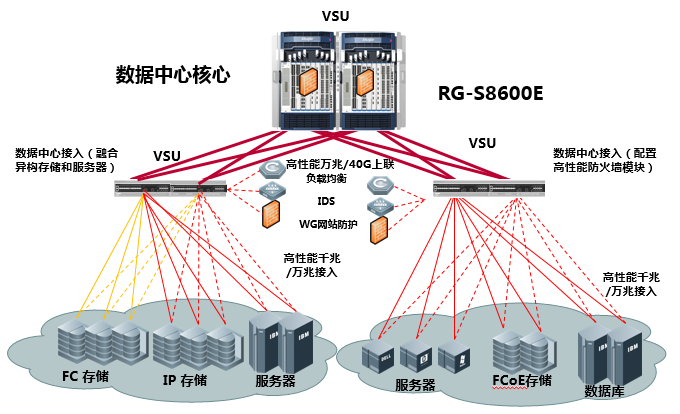 VSU
数据中心核心
RG-S8600E
数据中心接入（融合
异构存储和服务器）
VSU
高性能万兆/40G上联
负载均衡
IDS
WG网站防护
VSU
数据中心接入（配置
高性能防火墙模块）
高性能千兆
/万兆接入
高性能千兆
/万兆接入
IBM
IBM
DELL
IBM
IBM
FC 存储
IP 存储
服务器
服务器
FCoE存储
数据库